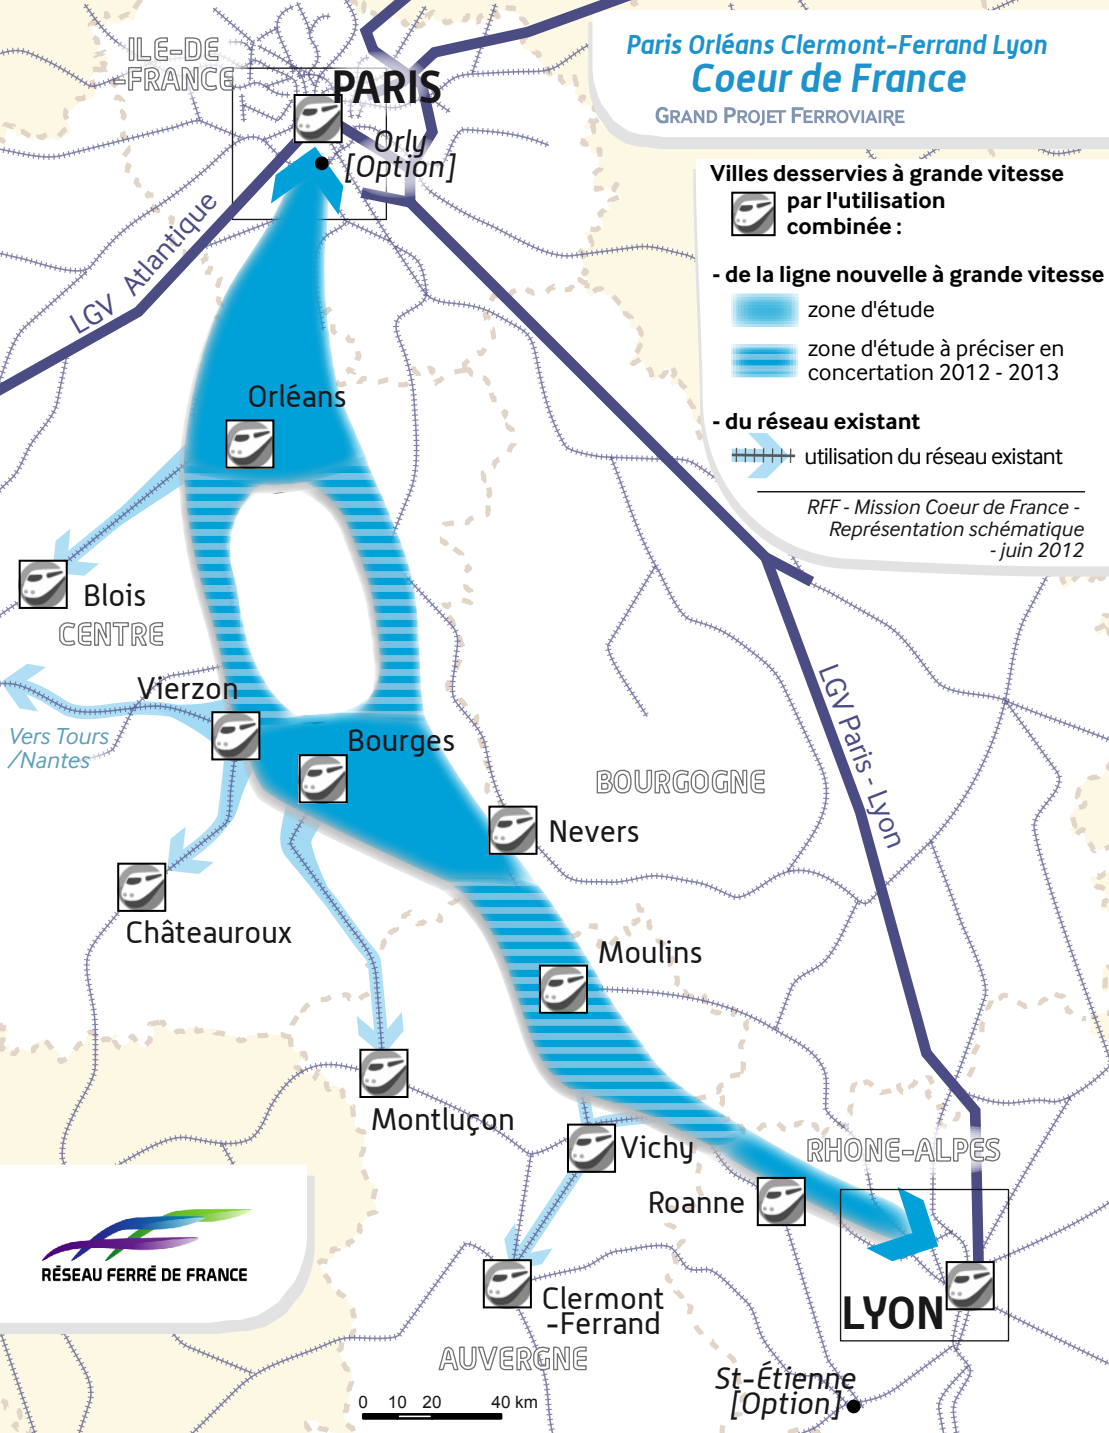 Paris Orléans Clermont-Ferrand Lyon
Coeur de France
GRAND PROJET FERROVIAIRE
Villes desservies à grande vitesse
par l'utilisation
combinée :
- de la ligne nouvelle à grande vitesse
zone d'étude
zone d'étude à préciser en
concertation 2012 - 2013
- du réseau existant
utilisation du réseau existant
RFF - Mission Coeur de France -
Représentation schématique
- juin 2012
ILE-DE
-FRANCE
PARIS
Orly
[Option]
LGV Atlantique
Orléans
Blois
CENTRE
Vierzon
Vers Tours
/Nantes
Bourges
LGV Paris - Lyon
BOURGOGNE
Nevers
Châteauroux
Moulins
Montluçon
Vichy
RHONE-ALPES
Roanne
RÉSEAU FERRÉ DE FRANCE
Clermont
-Ferrand
LYON
AUVERGNE
St-Étienne
[Option]
0 10 20 40 km